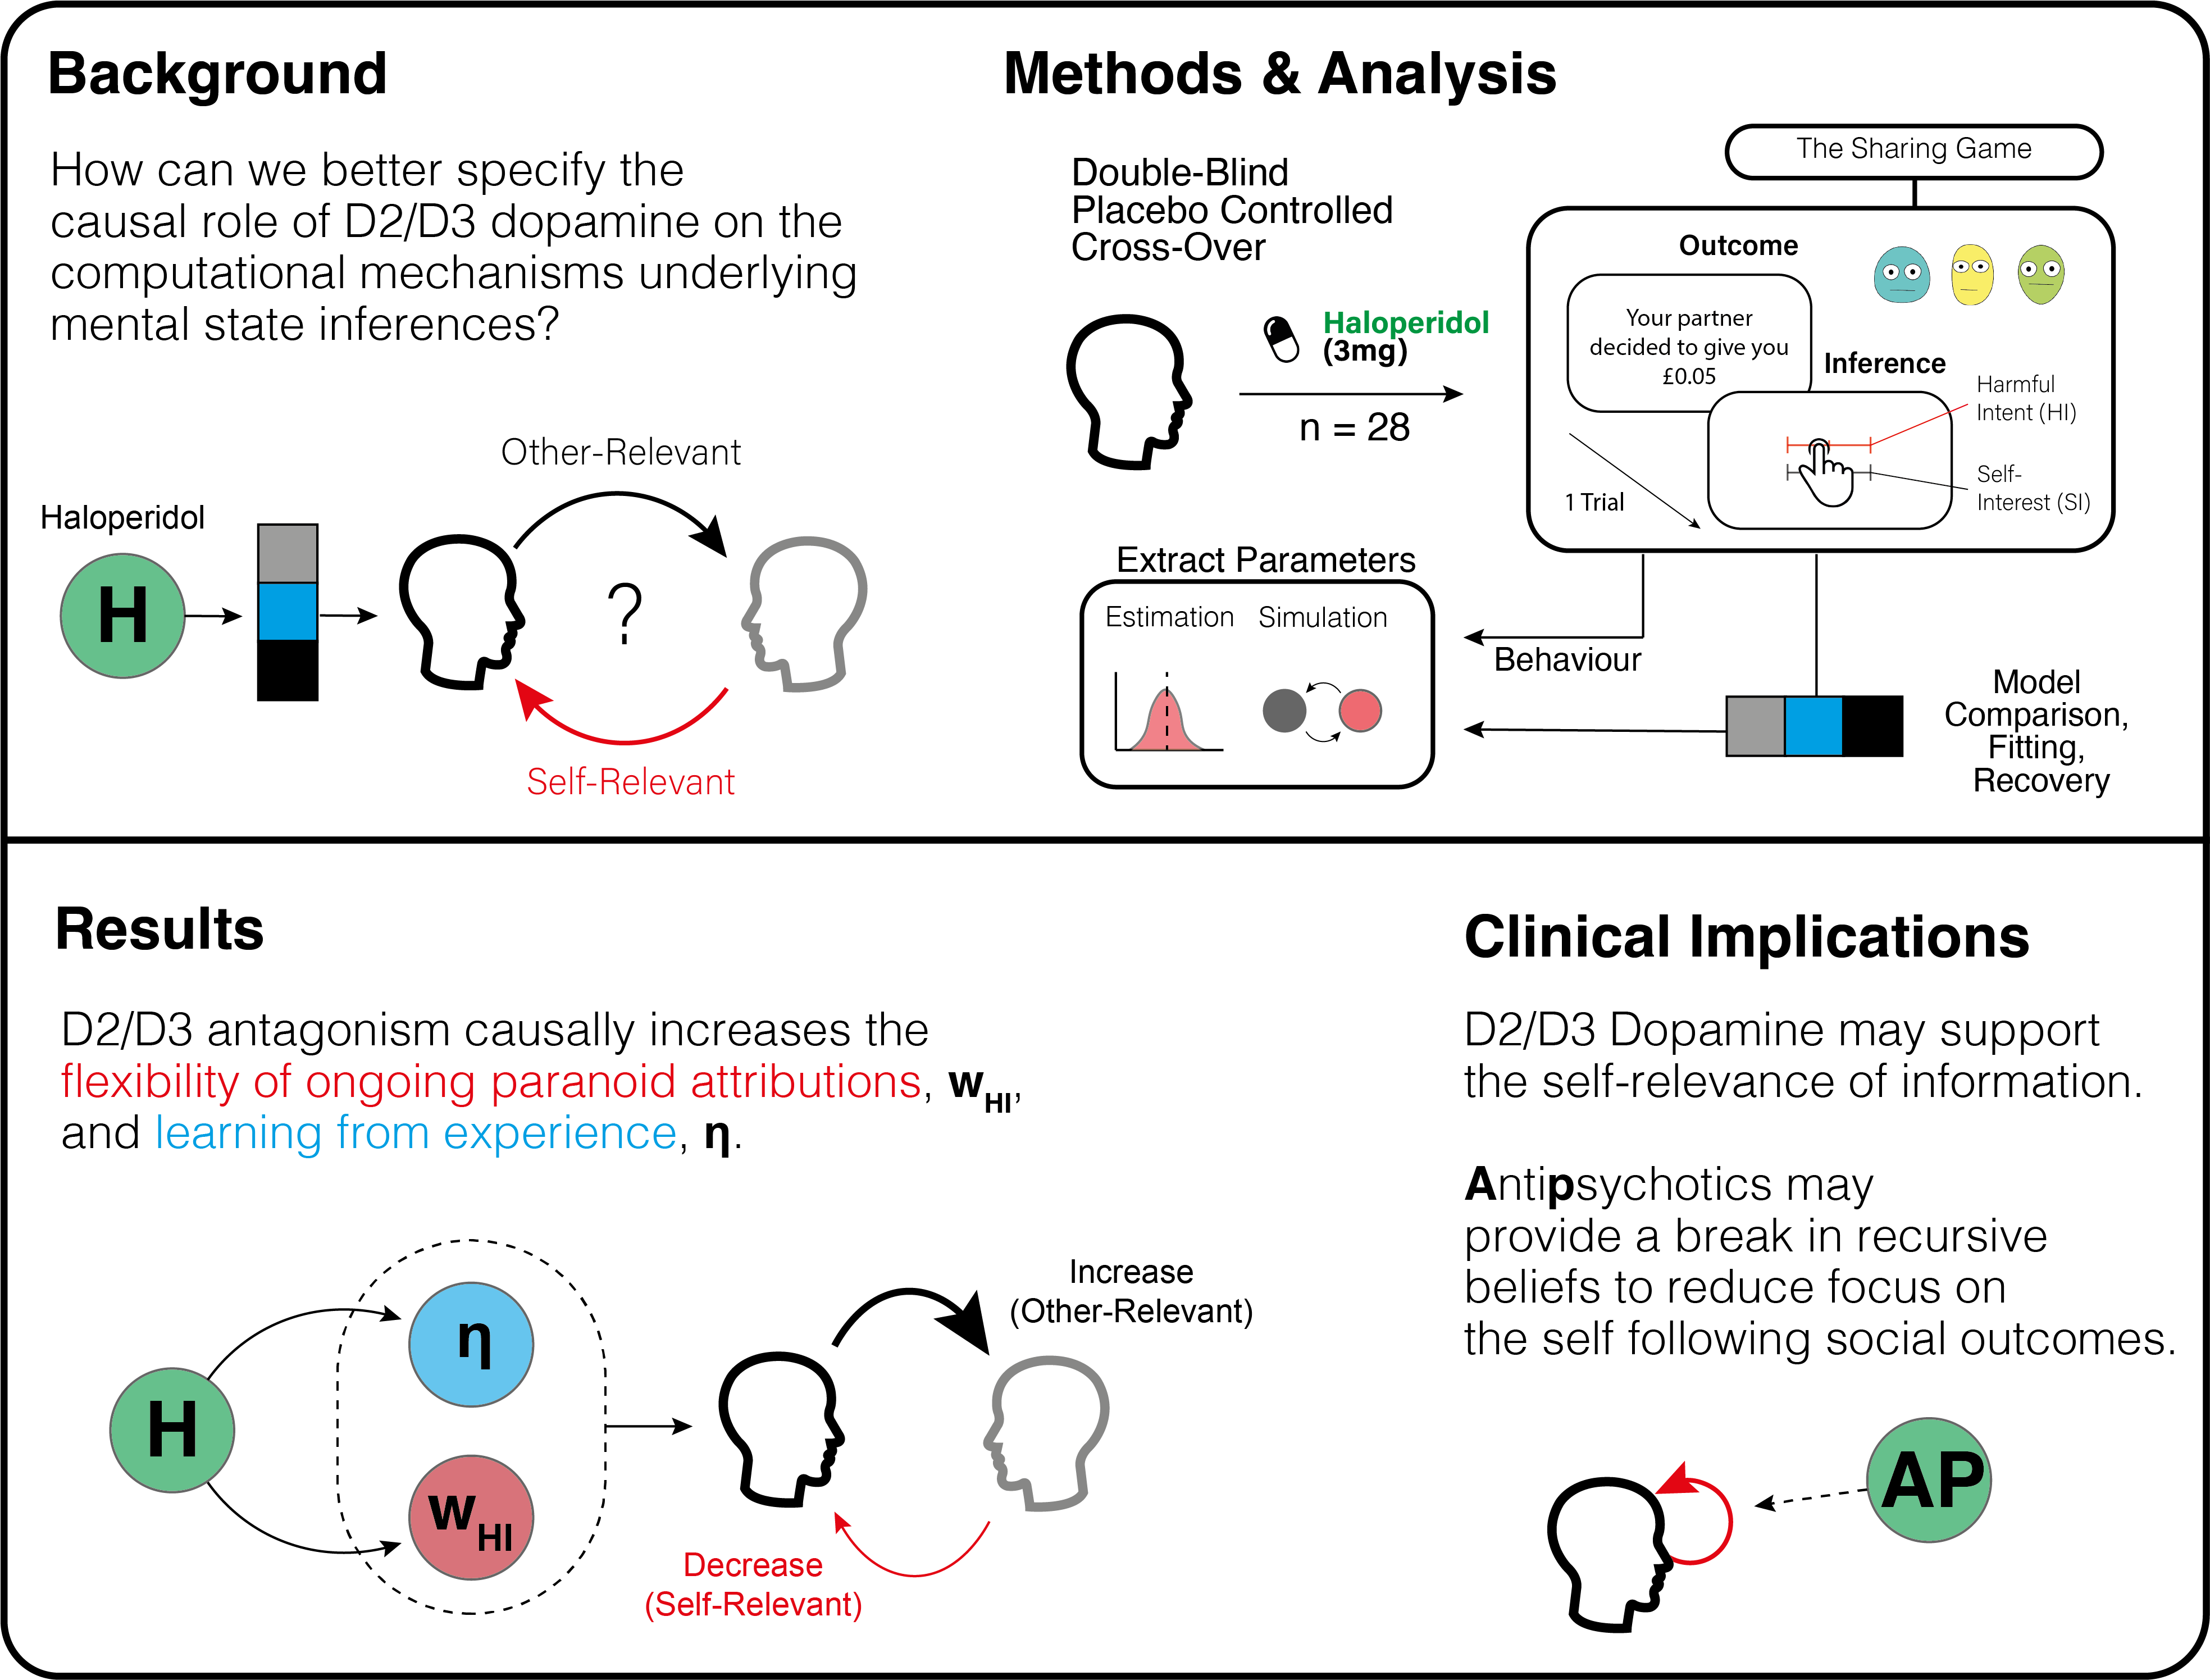 Background
How can we better specify the
causal role of D2/D3 dopamine on the
computational mechanisms underlying
mental state inferences?
Other-Relevant
Haloperidol
H
?
Self-Relevant
Methods & Analysis
Double-Blind
Placebo Controlled
Cross-Over
Haloperidol
(3mg)
n = 28
The Sharing Game
Outcome
Your partner
decided to give you
£0.05
Inference
Harmful
Intent (HI)
Self-
Interest (SI)
1 Trial
Extract Parameters
Estimation
Simulation
Behaviour
Model
Comparison,
Fitting,
Recovery
Results
D2/D3 antagonism causally increases the
flexibility of ongoing paranoid attributions, wHI,
and learning from experience, η.
H
η
wHI
Increase
(Other-Relevant)
Decrease
(Self-Relevant)
Clinical Implications
D2/D3 Dopamine may support
the self-relevance of information.
Antipsychotics may
provide a break in recursive
beliefs to reduce focus on
the self following social outcomes.
AP